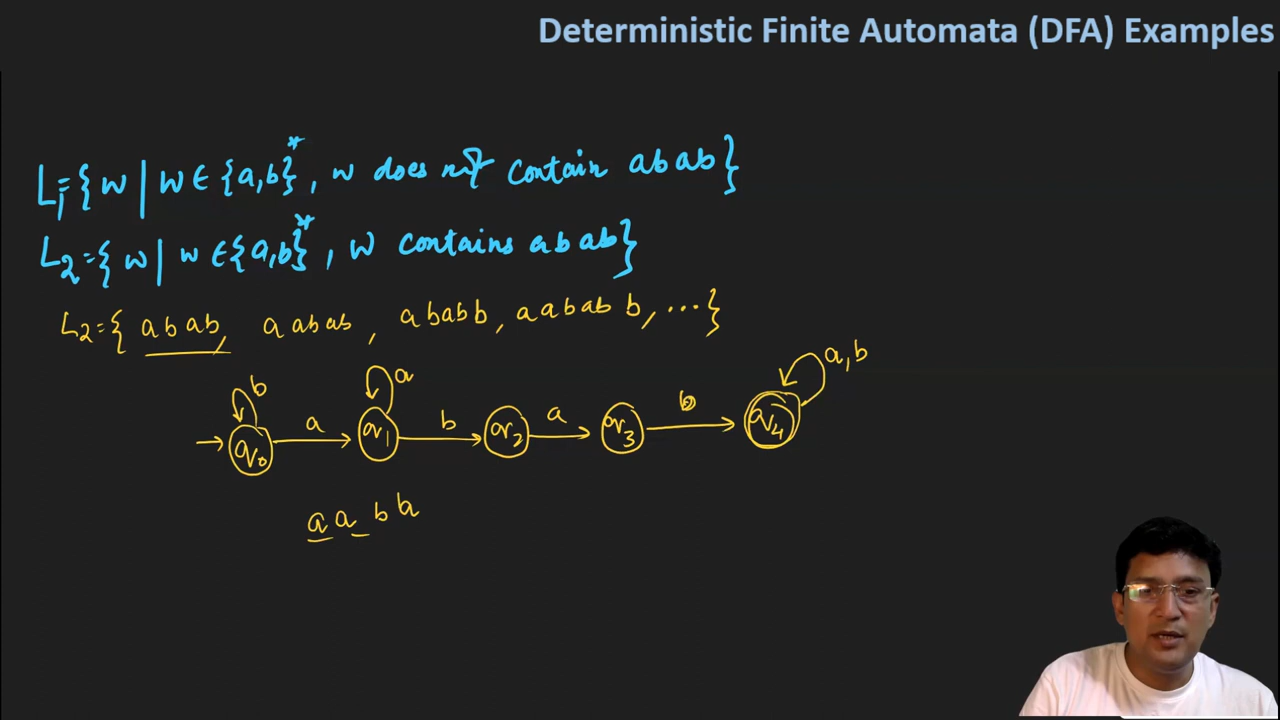 Deterministic Finite Automata (DFA) Examples
L1={w | w ∈ {a,b}*, w does not contain abab}
L2={w | w ∈{a,b}*, w contains abab}
L2={abab, aabab, ababb, aababb, ...}
b a a,b
a b a b
q0 q1 q2 q3 q4
aaba